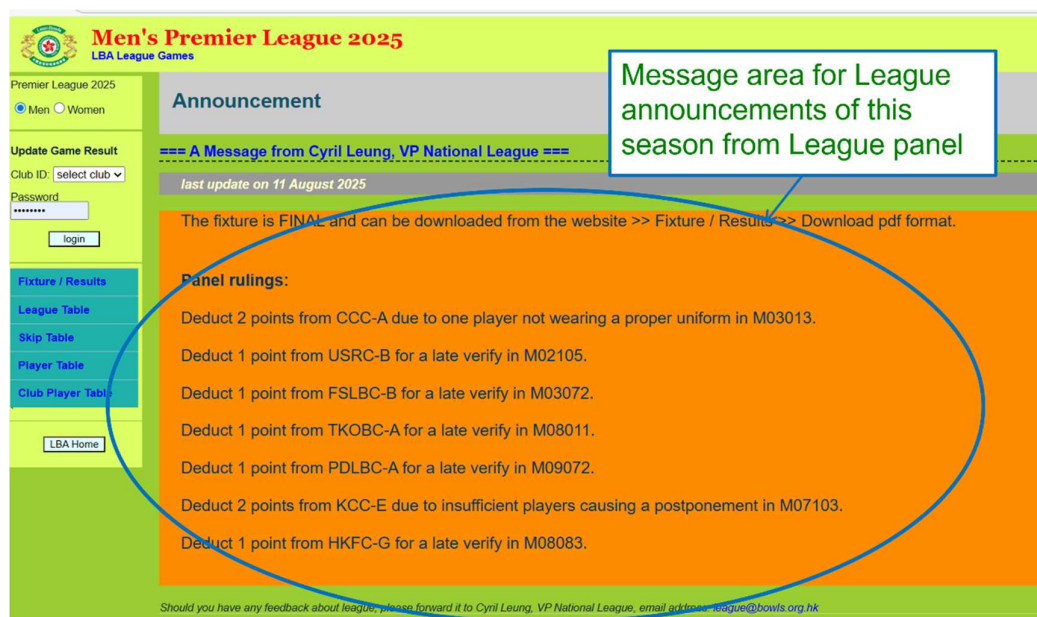 Men's Premier League 2025
LBA League Games
Premier League 2025
Men Women
Update Game Result
Club ID: select club
Password
••••••••
login
Fixture / Results
League Table
Skip Table
Player Table
Club Player Table
LBA Home
Announcement
Message area for League
announcements of this
season from League panel
=== A Message from Cyril Leung, VP National League ===
last update on 11 August 2025
The fixture is FINAL and can be downloaded from the website >> Fixture / Results >> Download pdf format.
Panel rulings:
Deduct 2 points from CCC-A due to one player not wearing a proper uniform in M03013.
Deduct 1 point from USRC-B for a late verify in M02105.
Deduct 1 point from FSLBC-B for a late verify in M03072.
Deduct 1 point from TKOBC-A for a late verify in M08011.
Deduct 1 point from PDLBC-A for a late verify in M09072.
Deduct 2 points from KCC-E due to insufficient players causing a postponement in M07103.
Deduct 1 point from HKFC-G for a late verify in M08083.
Should you have any feedback about league, please forward it to Cyril Leung, VP National League, email address: league@bowls.org.hk